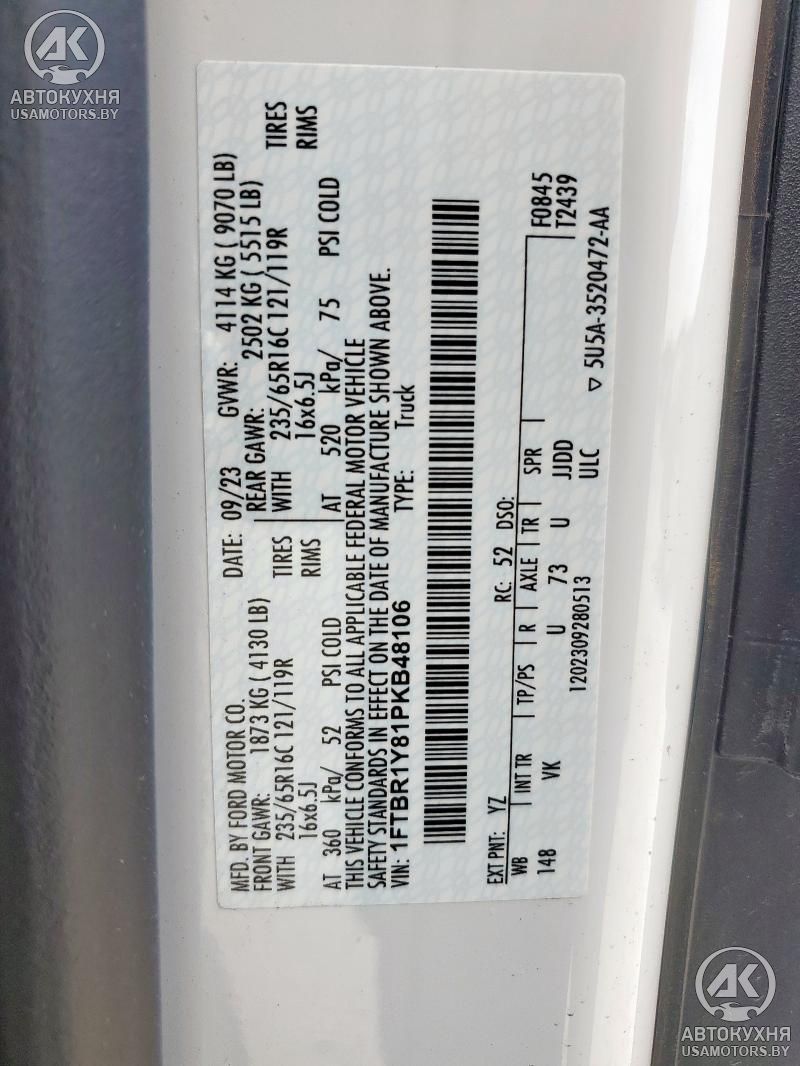 AK
АВТОКУХНЯ
USAMOTORS.BY
MFD. BY FORD MOTOR CO. DATE: 09/23 GVWR: 4114 KG ( 9070 LB)
FRONT GAWR: 1873 KG ( 4130 LB) REAR GAWR: 2502 KG ( 5515 LB)
WITH 235/65R16C 121/119R TIRES WITH 235/65R16C 121/119R TIRES
16x6.5J RIMS 16x6.5J RIMS
AT 360 kPa/ 52 PSI COLD AT 520 kPa/ 75 PSI COLD
THIS VEHICLE CONFORMS TO ALL APPLICABLE FEDERAL MOTOR VEHICLE
SAFETY STANDARDS IN EFFECT ON THE DATE OF MANUFACTURE SHOWN ABOVE.
VIN: 1FTBR1Y81PKB48106 TYPE: Truck
EXT PNT: YZ RC: 52 DSO:
WB INT TR TP/PS R AXLE TR SPR F0845
148 VK U 73 U JJDD T2439
1202309280513 ULC
▽ 5U5A-3520472-AA
AK
АВТОКУХНЯ
USAMOTORS.BY